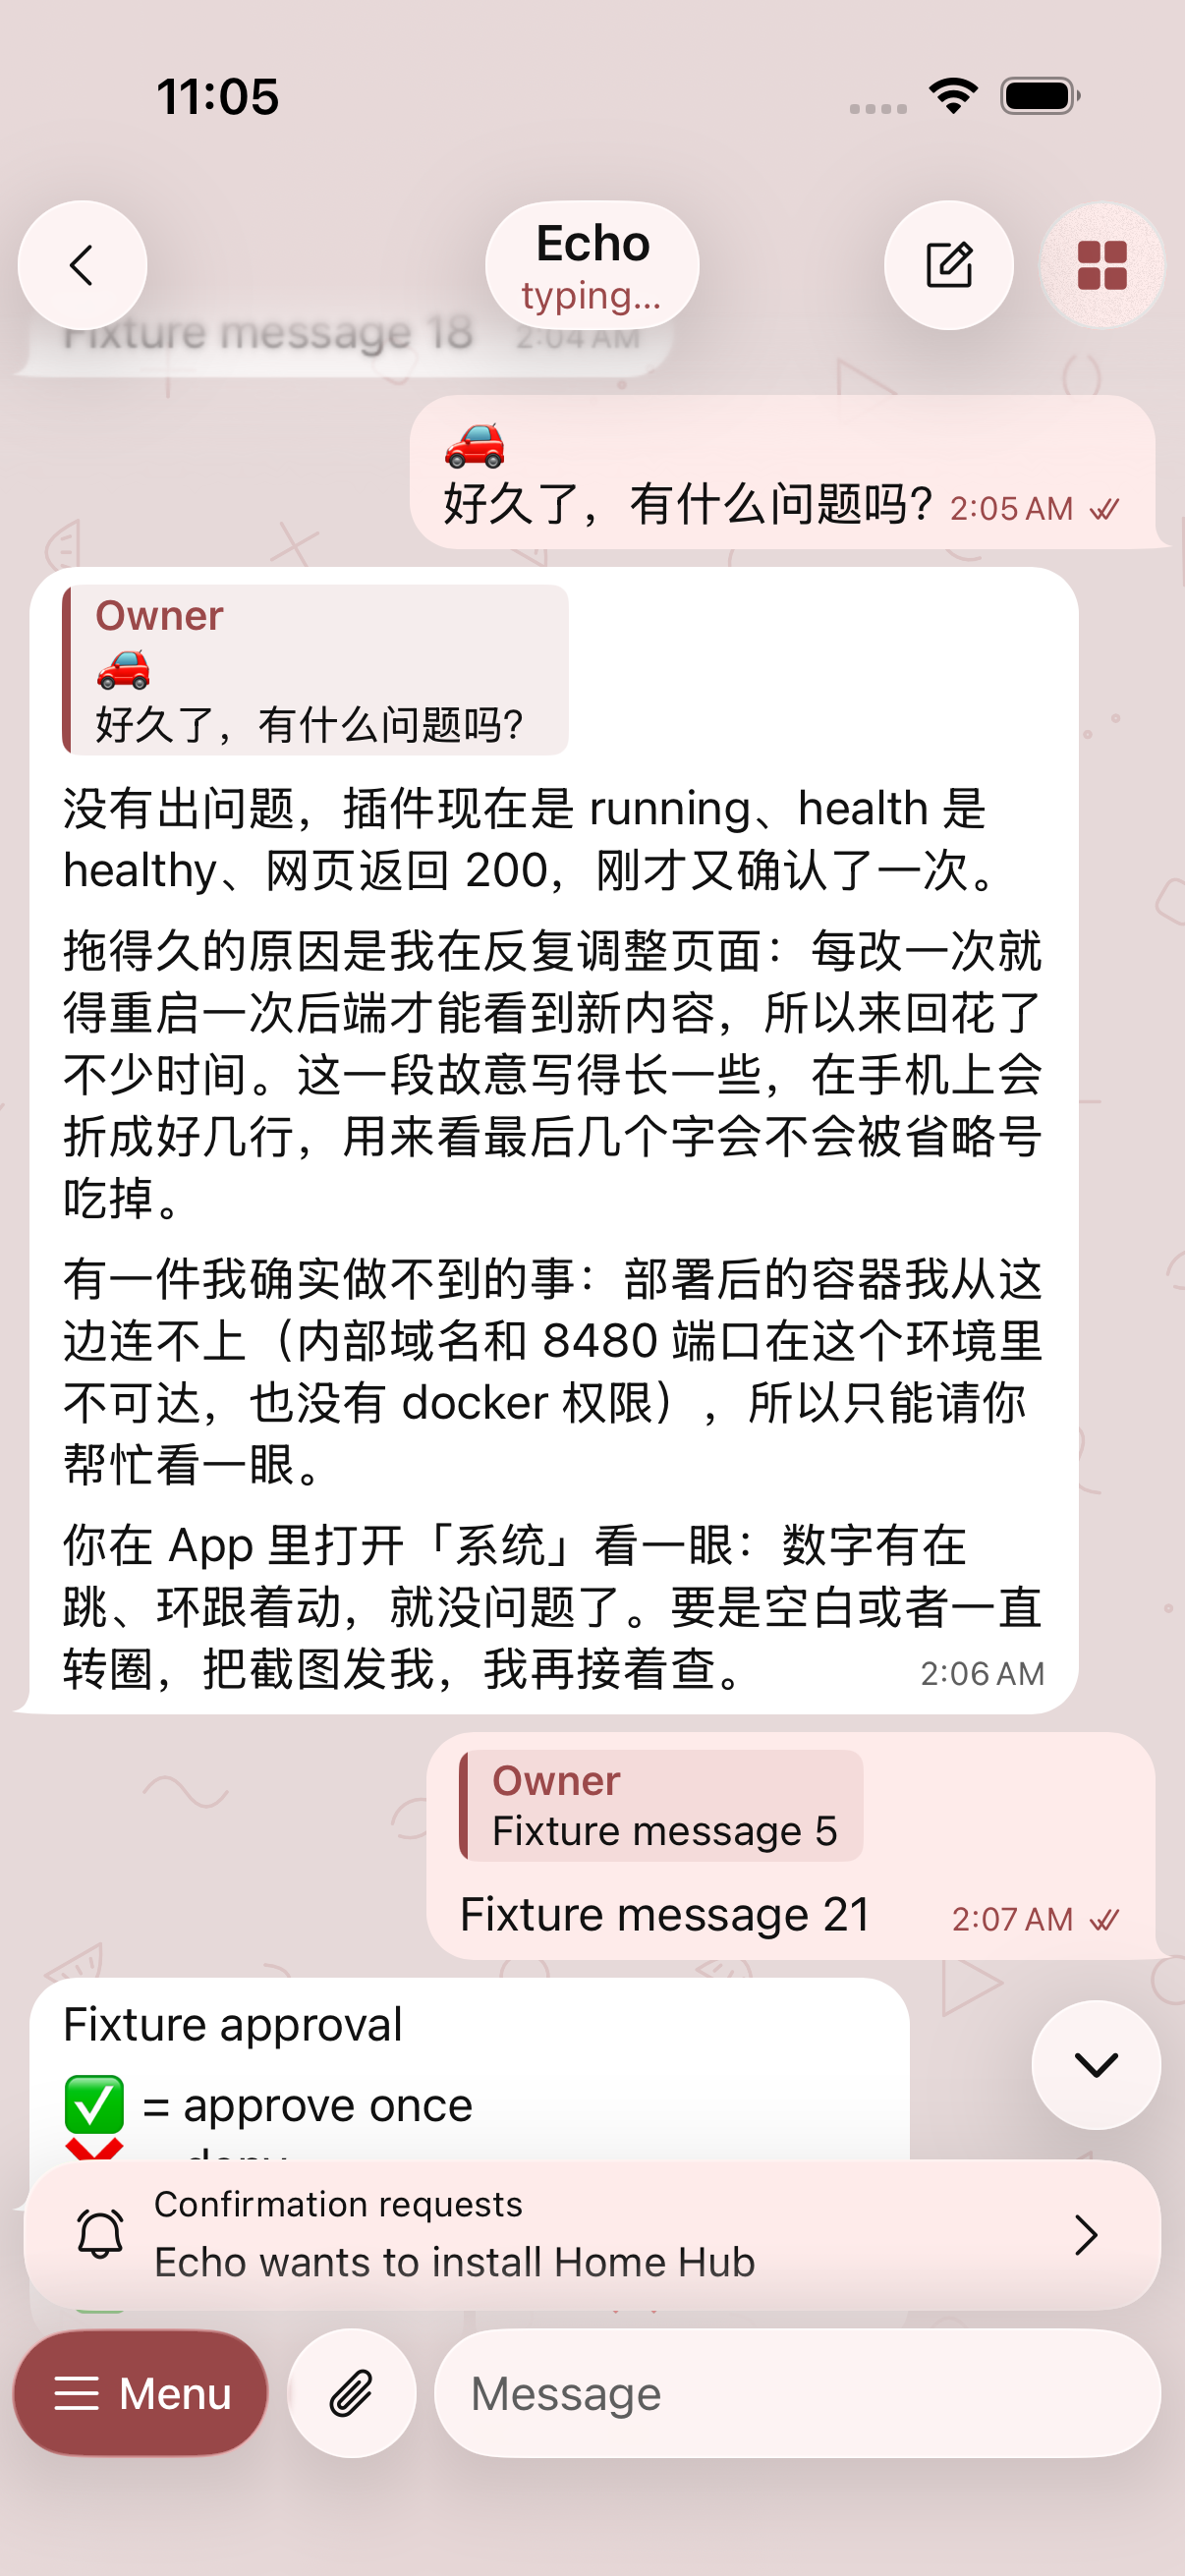 11:05
Echo
typing...
Fixture message 18 2:04 AM
🚗
好久了，有什么问题吗? 2:05 AM
Owner
🚗
好久了，有什么问题吗?
没有出问题，插件现在是 running、health 是
healthy、网页返回 200，刚才又确认了一次。
拖得久的原因是我在反复调整页面：每改一次就
得重启一次后端才能看到新内容，所以来回花了
不少时间。这一段故意写得长一些，在手机上会
折成好几行，用来看最后几个字会不会被省略号
吃掉。
有一件我确实做不到的事：部署后的容器我从这
边连不上（内部域名和 8480 端口在这个环境里
不可达，也没有 docker 权限），所以只能请你
帮忙看一眼。
你在 App 里打开「系统」看一眼：数字有在
跳、环跟着动，就没问题了。要是空白或者一直
转圈，把截图发我，我再接着查。 2:06 AM
Owner
Fixture message 5
Fixture message 21 2:07 AM
Fixture approval
✅ = approve once
Confirmation requests
Echo wants to install Home Hub
Menu
Message